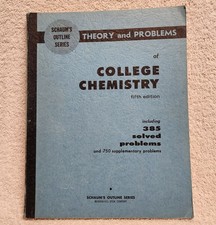 SCHAUM'S
OUTLINE
SERIES
THEORY and PROBLEMS
of
COLLEGE
CHEMISTRY
fifth edition
including
385
solved
problems
and 750 supplementary problems
SCHAUM'S OUTLINE SERIES